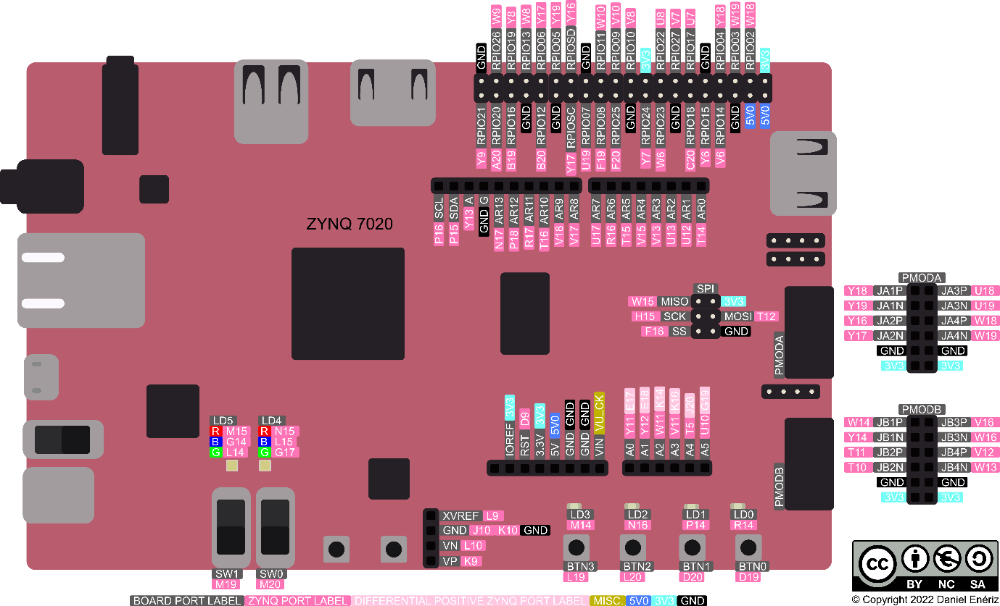 W9 Y8 W8 Y17 Y19 Y16 W10 V10 V8 U8 V7 U7 Y18 W19 W18
GND RPIO26 RPIO19 RPIO13 RPIO06 RPIO05 RPIOSD GND RPIO11 RPIO09 RPIO10 3V3 RPIO22 RPIO27 RPIO17 GND RPIO04 RPIO03 RPIO02 3V3
RPIO21 RPIO20 RPIO16 GND RPIO12 GND RPIOSC RPIO07 RPIO08 RPIO25 GND RPIO24 RPIO23 GND RPIO18 RPIO15 RPIO14 GND 5V0 5V0
Y9 A20 B19 B20 Y17 U19 F19 F20 Y7 W6 C20 Y6 V6
SCL SDA A G AR13 AR12 AR11 AR10 AR9 AR8 AR7 AR6 AR5 AR4 AR3 AR2 AR1 AR0
P16 P15 Y13 GND N17 P18 R17 T16 V18 V17 U17 R16 T15 V15 V13 U13 U12 T14
ZYNQ 7020
SPI
W15 MISO 3V3
H15 SCK MOSI T12
F16 SS GND
PMODA
PMODA
Y18 JA1P JA3P U18
Y19 JA1N JA3N U19
Y16 JA2P JA4P W18
Y17 JA2N JA4N W19
GND GND
3V3 3V3
3V3 D9 3V3 5V0 GND GND VU_CK
IOREF RST 3.3V 5V GND GND VIN
E17 E18 K14 K16 J20 G19
Y11 Y12 W11 V11 T5 U10
A0 A1 A2 A3 A4 A5
PMODB
PMODB
W14 JB1P JB3P V16
Y14 JB1N JB3N W16
T11 JB2P JB4P V12
T10 JB2N JB4N W13
GND GND
3V3 3V3
LD5 LD4
R M15 R N15
B G14 B L15
G L14 G G17
XVREF L9
GND J10 K10 GND
VN L10
VP K9
LD3 LD2 LD1 LD0
M14 N16 P14 R14
BTN3 BTN2 BTN1 BTN0
L19 L20 D20 D19
SW1 SW0
M19 M20
BOARD PORT LABEL ZYNQ PORT LABEL DIFFERENTIAL POSITIVE ZYNQ PORT LABEL MISC. 5V0 3V3 GND
cc
BY NC SA
© Copyright 2022 Daniel Enériz